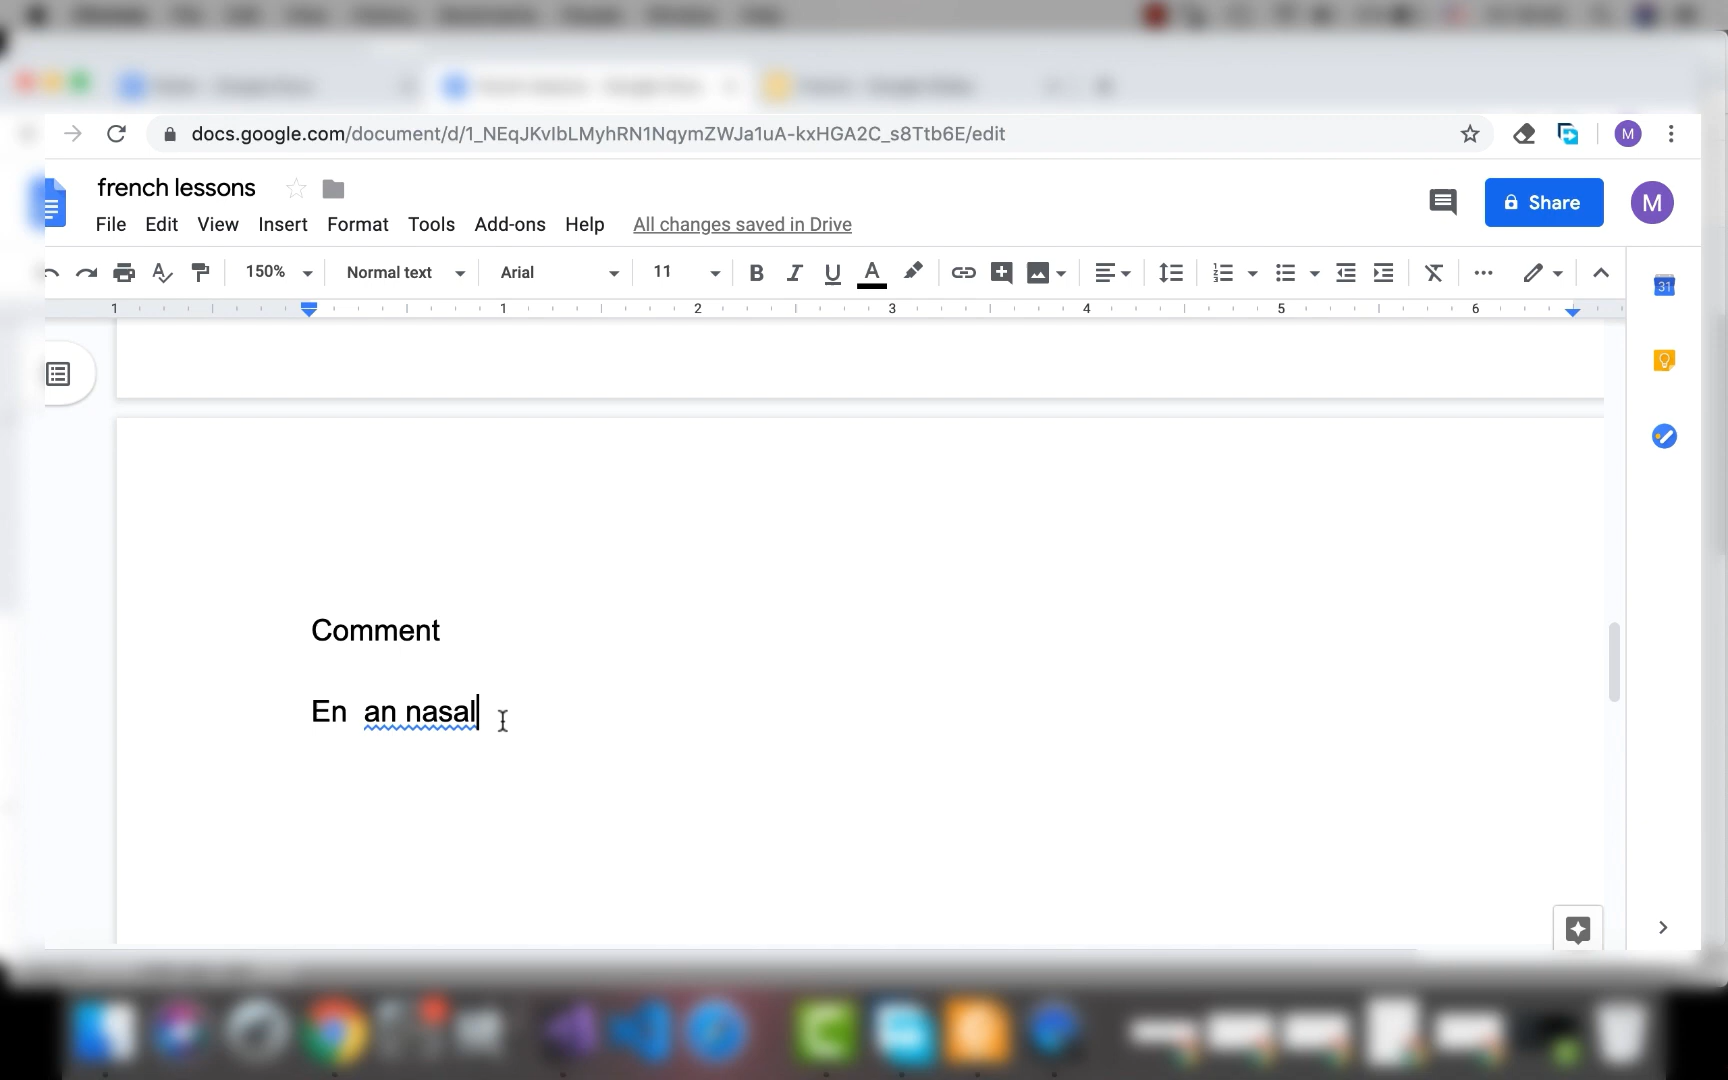 docs.google.com/document/d/1_NEqJKvIbLMyhRN1NqymZWJa1uA-kxHGA2C_s8Ttb6E/edit
M
french lessons
Share
M
File Edit View Insert Format Tools Add-ons Help All changes saved in Drive
150% Normal text Arial 11 B I U A
31
1 1 2 3 4 5 6
Comment
En  an nasal